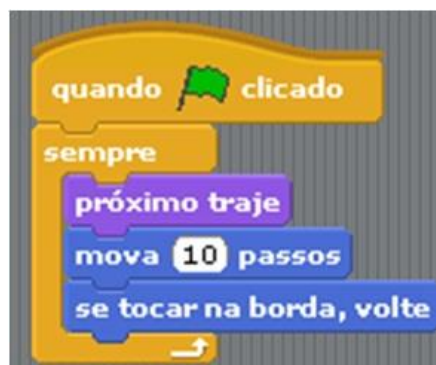 quando clicado
sempre
próximo traje
mova 10 passos
se tocar na borda, volte